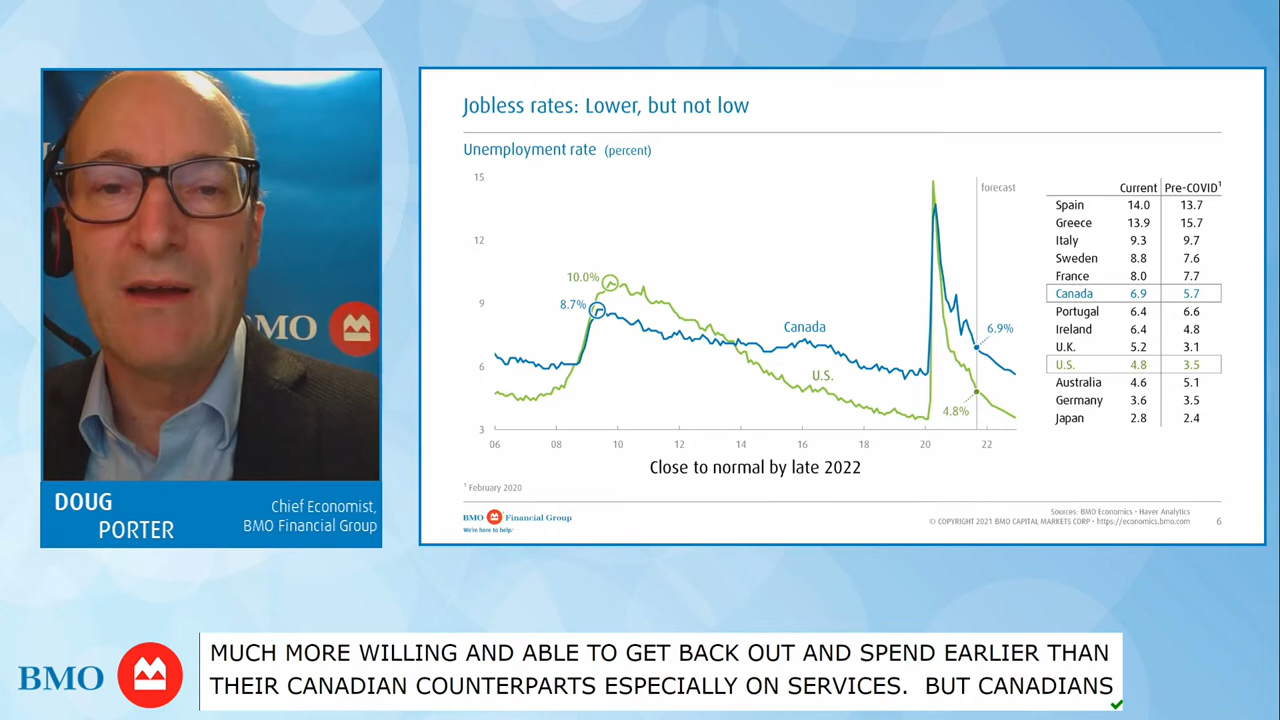 Jobless rates: Lower, but not low
Unemployment rate (percent)
15
12
9
6
3
10.0%
8.7%
Canada
U.S.
6.9%
4.8%
forecast
06 08 10 12 14 16 18 20 22
Close to normal by late 2022
Current Pre-COVID¹
Spain 14.0 13.7
Greece 13.9 15.7
Italy 9.3 9.7
Sweden 8.8 7.6
France 8.0 7.7
Canada 6.9 5.7
Portugal 6.4 6.6
Ireland 6.4 4.8
U.K. 5.2 3.1
U.S. 4.8 3.5
Australia 4.6 5.1
Germany 3.6 3.5
Japan 2.8 2.4
¹ February 2020
BMO Financial Group
We're here to help.
Sources: BMO Economics • Haver Analytics
© COPYRIGHT 2021 BMO CAPITAL MARKETS CORP • https://economics.bmo.com
6
BMO
DOUG
PORTER
Chief Economist,
BMO Financial Group
BMO
MUCH MORE WILLING AND ABLE TO GET BACK OUT AND SPEND EARLIER THAN
THEIR CANADIAN COUNTERPARTS ESPECIALLY ON SERVICES. BUT CANADIANS